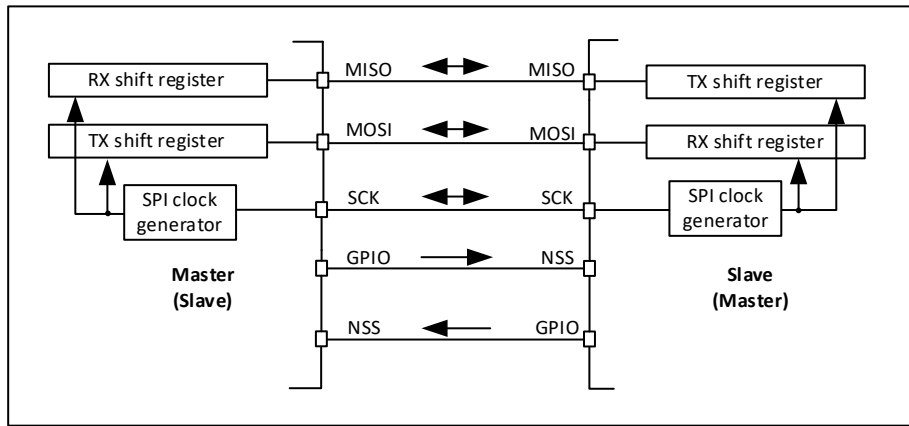 RX shift register
MISO
MISO
TX shift register
TX shift register
MOSI
MOSI
RX shift register
SPI clock
generator
SCK
SCK
SPI clock
generator
GPIO
NSS
Master
(Slave)
Slave
(Master)
NSS
GPIO